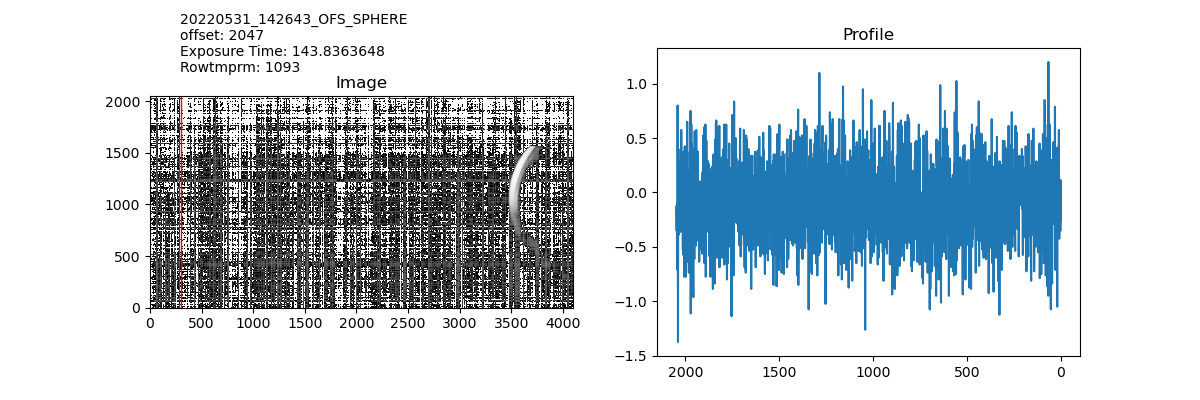 20220531_142643_OFS_SPHERE
offset: 2047
Exposure Time: 143.8363648
Rowtmprm: 1093
Image
2000
1500
1000
500
0
0 500 1000 1500 2000 2500 3000 3500 4000
Profile
1.0
0.5
0.0
−0.5
−1.0
−1.5
2000 1500 1000 500 0